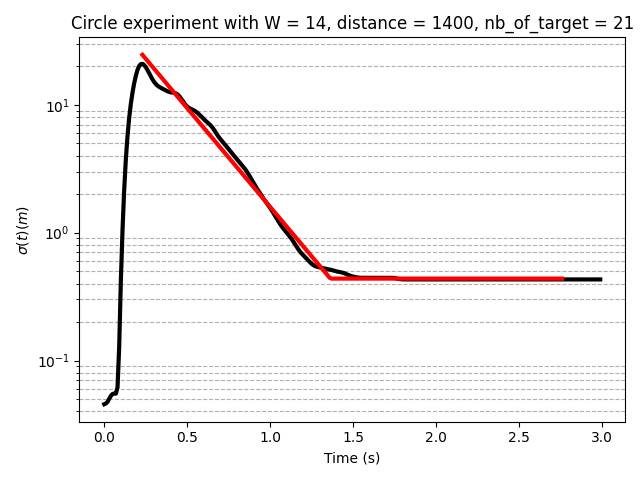 Circle experiment with W = 14, distance = 1400, nb_of_target = 21
σ(t)(m)
10¹
10⁰
10⁻¹
0.0 0.5 1.0 1.5 2.0 2.5 3.0
Time (s)